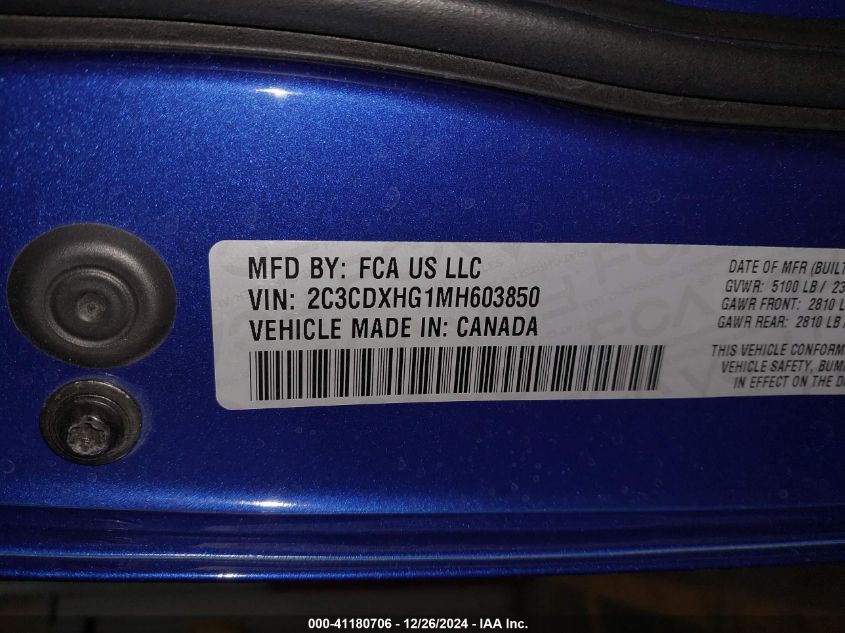 MFD BY: FCA US LLC
VIN: 2C3CDXHG1MH603850
VEHICLE MADE IN: CANADA
DATE OF MFR (BUILT
GVWR: 5100 LB / 23
GAWR FRONT: 2810 L
GAWR REAR: 2810 LB/
THIS VEHICLE CONFORM
VEHICLE SAFETY, BUM
IN EFFECT ON THE D
000-41180706 - 12/26/2024 - IAA Inc.